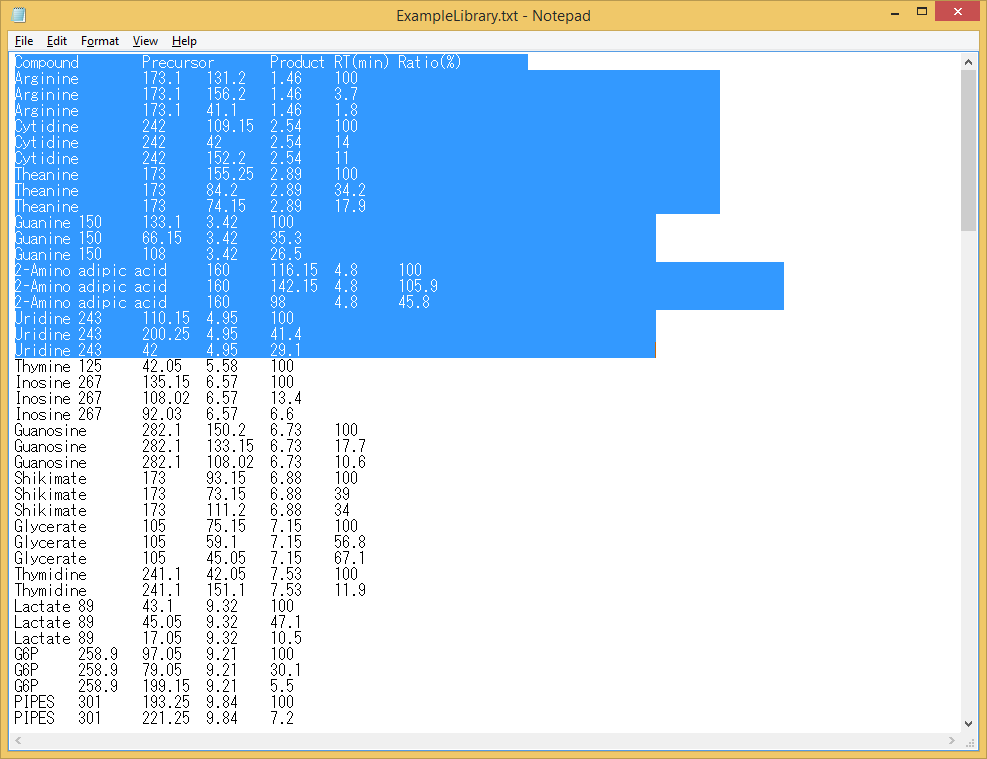 ExampleLibrary.txt - Notepad
File Edit Format View Help
Compound Precursor Product RT(min) Ratio(%)
Arginine 173.1 131.2 1.46 100
Arginine 173.1 156.2 1.46 3.7
Arginine 173.1 41.1 1.46 1.8
Cytidine 242 109.15 2.54 100
Cytidine 242 42 2.54 14
Cytidine 242 152.2 2.54 11
Theanine 173 155.25 2.89 100
Theanine 173 84.2 2.89 34.2
Theanine 173 74.15 2.89 17.9
Guanine 150 133.1 3.42 100
Guanine 150 66.15 3.42 35.3
Guanine 150 108 3.42 26.5
2-Amino adipic acid 160 116.15 4.8 100
2-Amino adipic acid 160 142.15 4.8 105.9
2-Amino adipic acid 160 98 4.8 45.8
Uridine 243 110.15 4.95 100
Uridine 243 200.25 4.95 41.4
Uridine 243 42 4.95 29.1
Thymine 125 42.05 5.58 100
Inosine 267 135.15 6.57 100
Inosine 267 108.02 6.57 13.4
Inosine 267 92.03 6.57 6.6
Guanosine 282.1 150.2 6.73 100
Guanosine 282.1 133.15 6.73 17.7
Guanosine 282.1 108.02 6.73 10.6
Shikimate 173 93.15 6.88 100
Shikimate 173 73.15 6.88 39
Shikimate 173 111.2 6.88 34
Glycerate 105 75.15 7.15 100
Glycerate 105 59.1 7.15 56.8
Glycerate 105 45.05 7.15 67.1
Thymidine 241.1 42.05 7.53 100
Thymidine 241.1 151.1 7.53 11.9
Lactate 89 43.1 9.32 100
Lactate 89 45.05 9.32 47.1
Lactate 89 17.05 9.32 10.5
G6P 258.9 97.05 9.21 100
G6P 258.9 79.05 9.21 30.1
G6P 258.9 199.15 9.21 5.5
PIPES 301 193.25 9.84 100
PIPES 301 221.25 9.84 7.2